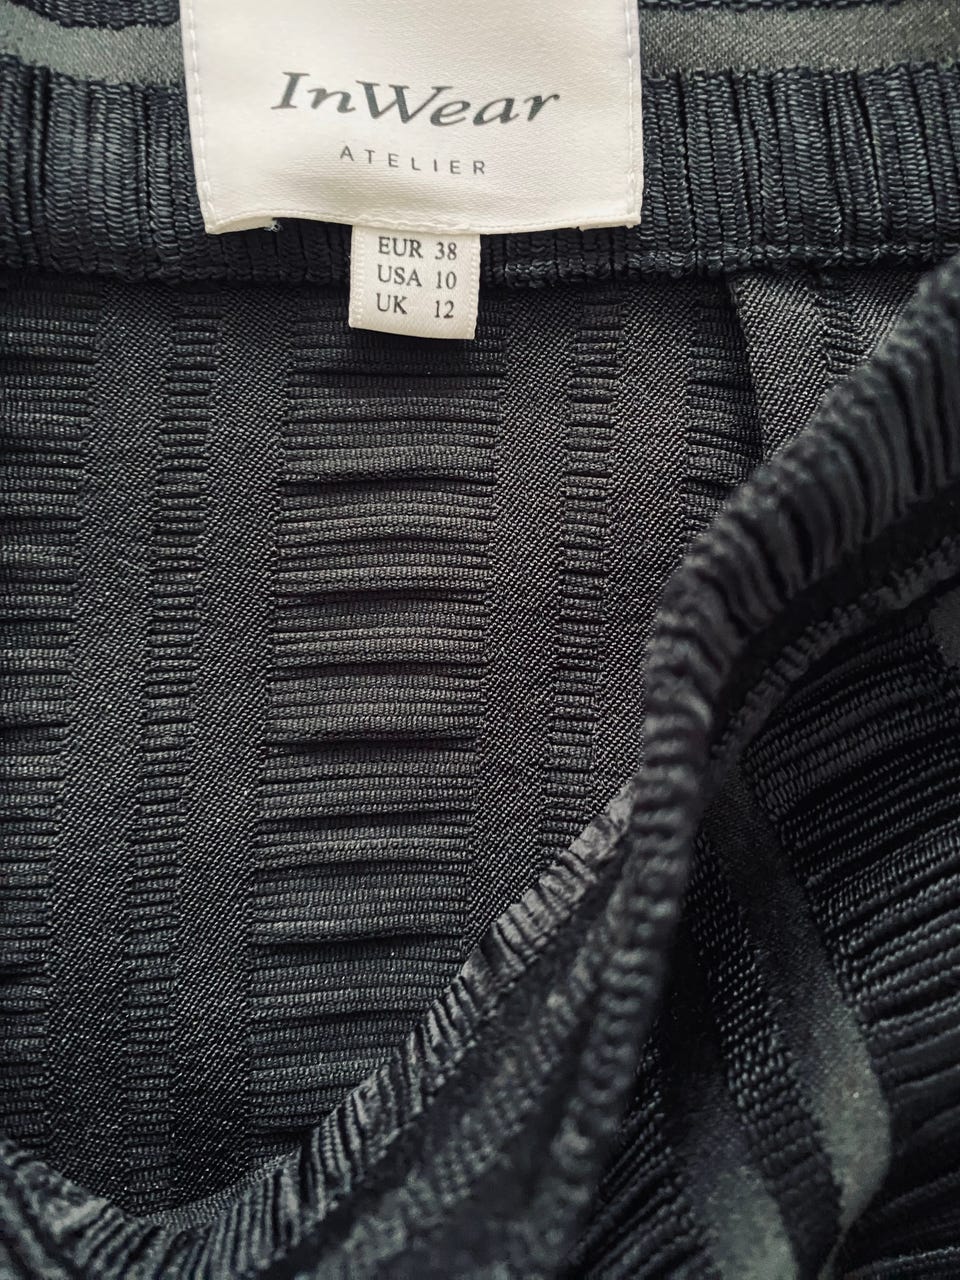 InWear
ATELIER
EUR 38
USA 10
UK 12